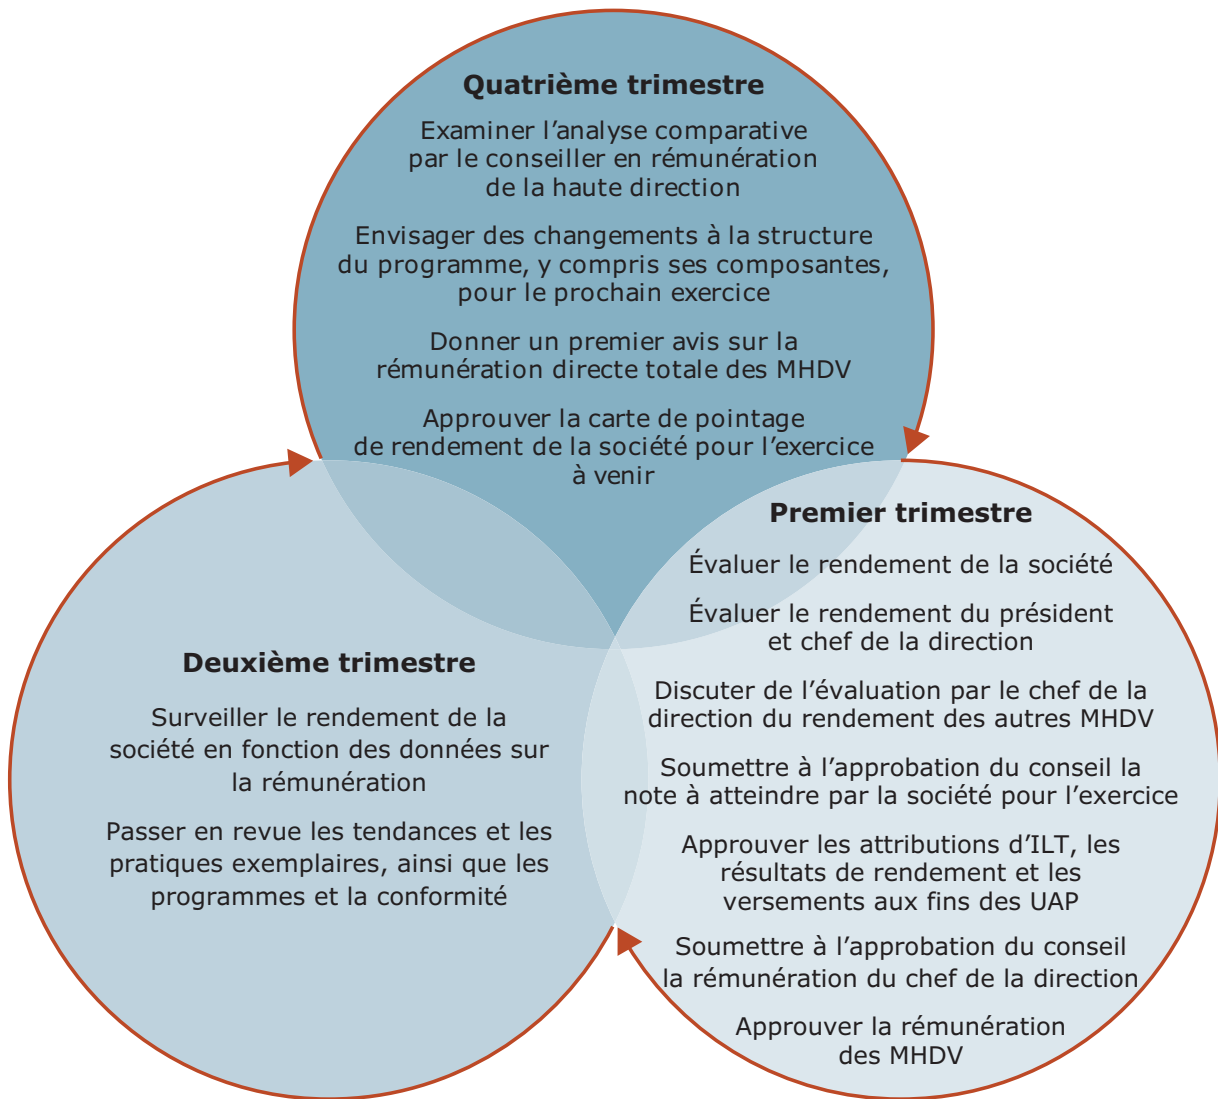 Quatrième trimestre
Examiner l’analyse comparative
par le conseiller en rémunération
de la haute direction
Envisager des changements à la structure
du programme, y compris ses composantes,
pour le prochain exercice
Donner un premier avis sur la
rémunération directe totale des MHDV
Approuver la carte de pointage
de rendement de la société pour l’exercice
à venir
Premier trimestre
Évaluer le rendement de la société
Évaluer le rendement du président
et chef de la direction
Discuter de l’évaluation par le chef de la
direction du rendement des autres MHDV
Soumettre à l’approbation du conseil la
note à atteindre par la société pour l’exercice
Approuver les attributions d’ILT, les
résultats de rendement et les
versements aux fins des UAP
Soumettre à l’approbation du conseil
la rémunération du chef de la direction
Approuver la rémunération
des MHDV
Deuxième trimestre
Surveiller le rendement de la
société en fonction des données sur
la rémunération
Passer en revue les tendances et les
pratiques exemplaires, ainsi que les
programmes et la conformité